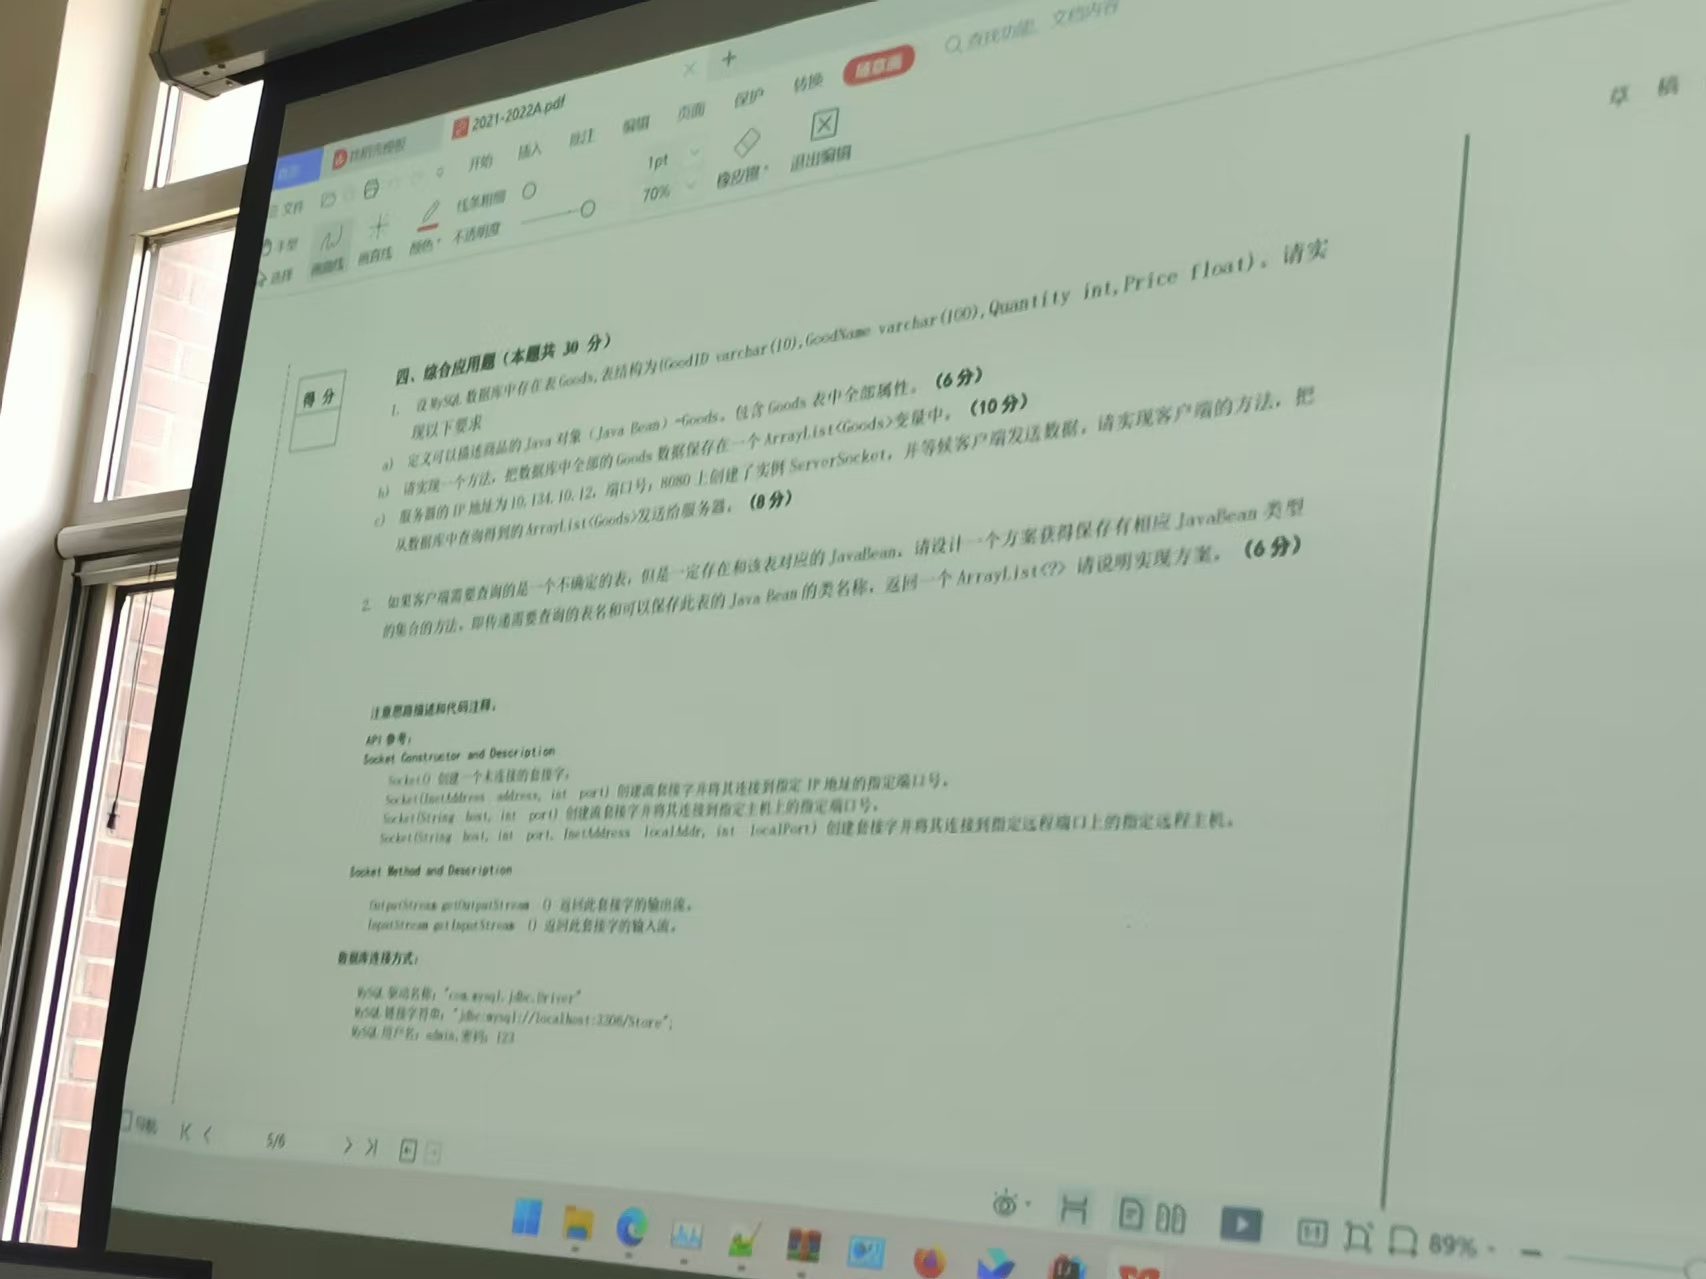 2021-2022A.pdf
查找功能、文档内容
文件
开始
插入
批注
编辑
页面
保护
转换
随意画
手型
选择
画曲线
画直线
颜色
线条粗细
不透明度
1pt
70%
橡皮擦
退出编辑
草 稿
得 分
四、综合应用题（本题共 30 分）
1. 设 MySQL 数据库中存在表 Goods,表结构为(GoodID varchar(10),GoodName varchar(100),Quantity int,Price float)。请实
现以下要求
a) 定义可以描述商品的 Java 对象（Java Bean）-Goods，包含 Goods 表中全部属性。（6 分）
b) 请实现一个方法，把数据库中全部的 Goods 数据保存在一个 ArrayList<Goods>变量中。（10 分）
c) 服务器的 IP 地址为 10.134.10.12，端口号：8080 上创建了实例 ServerSocket，并等候客户端发送数据，请实现客户端的方法，把
从数据库中查询得到的 ArrayList<Goods>发送给服务器。（8 分）
2. 如果客户端需要查询的是一个不确定的表，但是一定存在和该表对应的 JavaBean。请设计一个方案获得保存有相应 JavaBean 类型
的集合的方法。即传递需要查询的表名和可以保存此表的 Java Bean 的类名称，返回一个 ArrayList<?> 请说明实现方案。（6 分）
注意思路描述和代码注释。
API 参考：
Socket Constructor and Description
Socket() 创建一个未连接的套接字；
Socket(InetAddress address, int port) 创建流套接字并将其连接到指定 IP 地址的指定端口号。
Socket(String host, int port) 创建流套接字并将其连接到指定主机上的指定端口号。
Socket(String host, int port, InetAddress localAddr, int localPort) 创建套接字并将其连接到指定远程端口上的指定远程主机。
Socket Method and Description
OutputStream getOutputStream () 返回此套接字的输出流。
InputStream getInputStream () 返回此套接字的输入流。
数据库连接方式：
MySQL 驱动名称："com.mysql.jdbc.Driver"
MySQL 链接字符串："jdbc:mysql://localhost:3306/Store";
MySQL 用户名：admin,密码：123
导航
5/6
89%